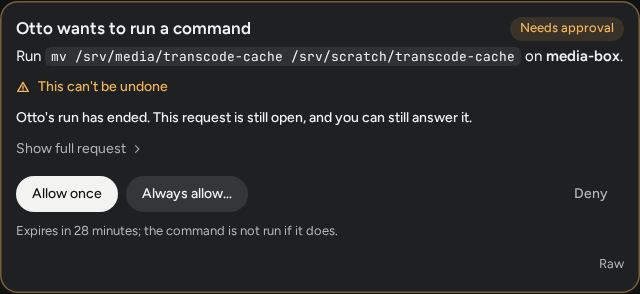 Otto wants to run a command
Needs approval
Run mv /srv/media/transcode-cache /srv/scratch/transcode-cache on media-box.
This can't be undone
Otto's run has ended. This request is still open, and you can still answer it.
Show full request
Allow once
Always allow…
Deny
Expires in 28 minutes; the command is not run if it does.
Raw